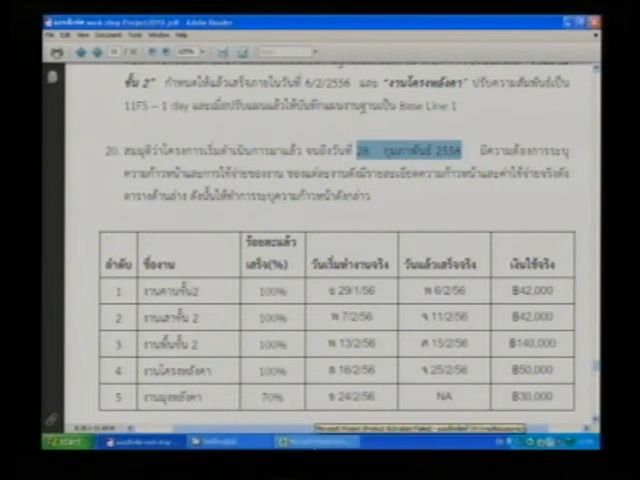 ชั้น 2" กำหนดให้แล้วเสร็จภายในวันที่ 6/2/2556 และ "งานโครงหลังคา" ปรับความสัมพันธ์เป็น
11FS – 1 day และเมื่อปรับแผนแล้วให้บันทึกแผนงานฐานเป็น Base Line 1
20. สมมุติว่าโครงการเริ่มดำเนินการมาแล้ว จนถึงวันที่ 28 กุมภาพันธ์ 2556 มีความต้องการระบุ
ความก้าวหน้าและการใช้จ่ายของงาน ของแต่ละงานดังมีรายละเอียดความก้าวหน้าและค่าใช้จ่ายจริงดัง
ตารางด้านล่าง ดังนั้นให้ทำการระบุความก้าวหน้าดังกล่าว
ลำดับ ชื่องาน ร้อยละแล้วเสร็จ(%) วันเริ่มทำงานจริง วันแล้วเสร็จจริง เงินใช้จริง
1 งานคานชั้น2 100% อ 29/1/56 พ 6/2/56 ฿42,000
2 งานเสาชั้น 2 100% พ 7/2/56 จ 11/2/56 ฿42,000
3 งานพื้นชั้น 2 100% พ 13/2/56 ศ 15/2/56 ฿140,000
4 งานโครงหลังคา 100% ส 16/2/56 จ 25/2/56 ฿50,000
5 งานมุงหลังคา 70% อ 24/2/56 NA ฿30,000
start